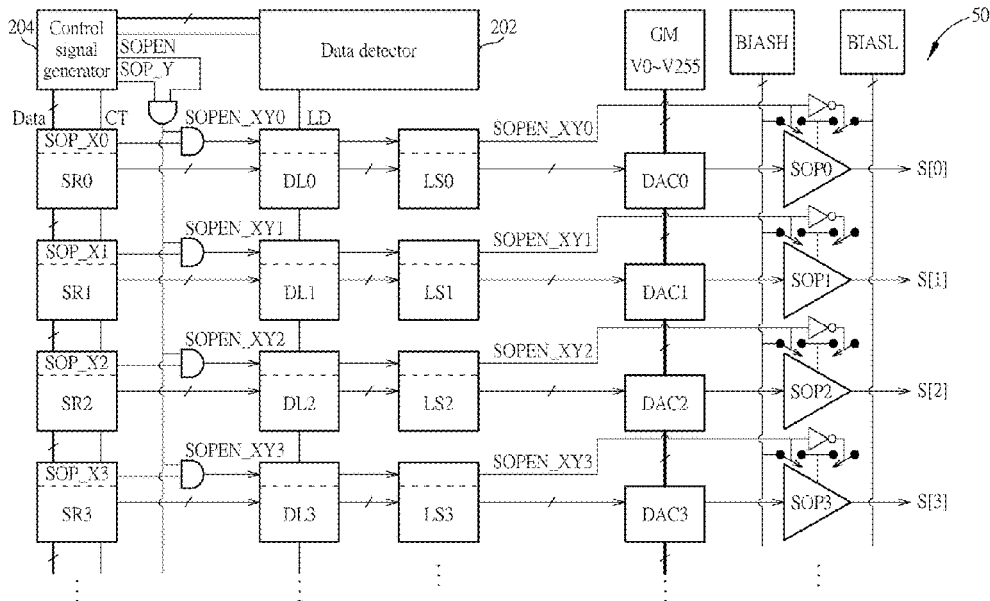 204
Control
signal
generator
SOPEN
SOP_Y
Data detector
202
GM
V0~V255
BIASH
BIASL
50
Data
CT
SOPEN_XY0
LD
SOPEN_XY0
SOP_X0
SR0
DL0
LS0
DAC0
SOP0
S[0]
SOPEN_XY1
SOPEN_XY1
SOP_X1
SR1
DL1
LS1
DAC1
SOP1
S[1]
SOPEN_XY2
SOPEN_XY2
SOP_X2
SR2
DL2
LS2
DAC2
SOP2
S[2]
SOPEN_XY3
SOPEN_XY3
SOP_X3
SR3
DL3
LS3
DAC3
SOP3
S[3]